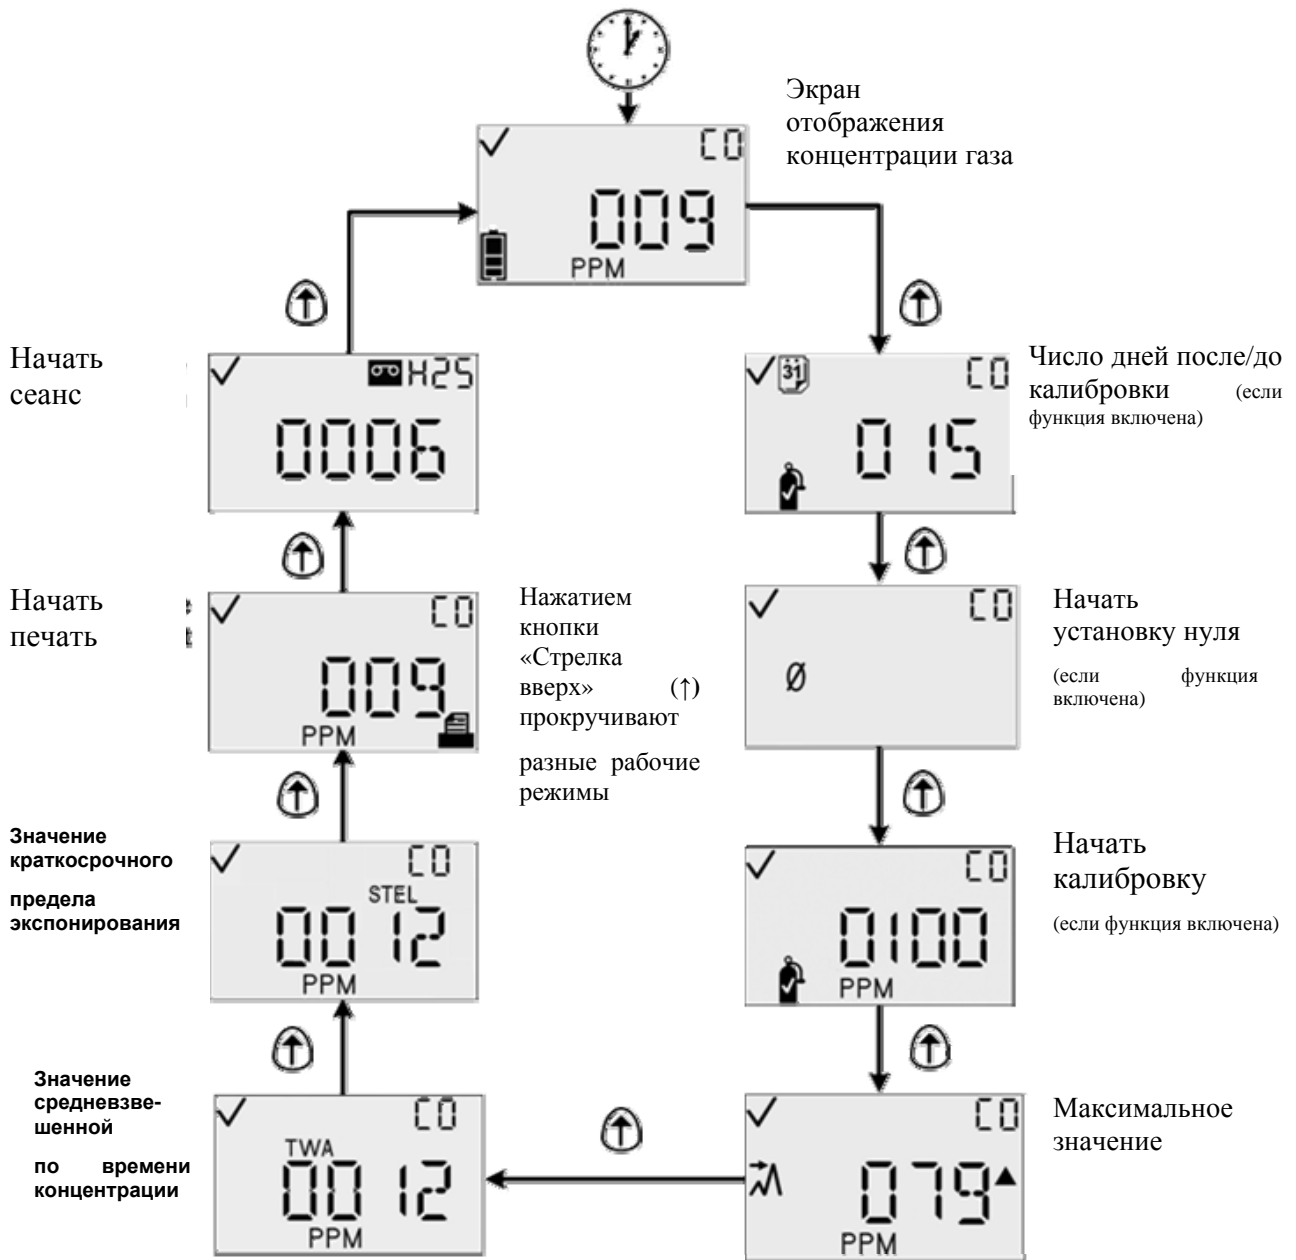 Экран
отображения
концентрации газа
CO
009
PPM
Начать
сеанс
H2S
0006
31
CO
015
Число дней после/до
калибровки (если
функция включена)
Начать
печать
CO
009
PPM
Нажатием
кнопки
«Стрелка
вверх» (↑)
прокручивают
разные рабочие
режимы
CO
Ø
Начать
установку нуля
(если функция
включена)
Значение
краткосрочного
предела
экспонирования
CO
STEL
0012
PPM
CO
0100
PPM
Начать
калибровку
(если функция включена)
Значение
средневзве-
шенной
по времени
концентрации
CO
TWA
0012
PPM
CO
079
PPM
Максимальное
значение